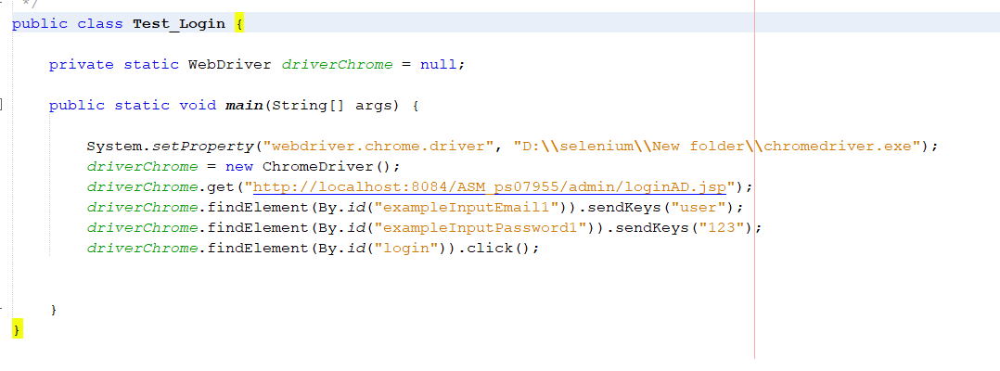 */
public class Test_Login {
private static WebDriver driverChrome = null;
public static void main(String[] args) {
System.setProperty("webdriver.chrome.driver", "D:\\selenium\\New folder\\chromedriver.exe");
driverChrome = new ChromeDriver();
driverChrome.get("http://localhost:8084/ASM_ps07955/admin/loginAD.jsp");
driverChrome.findElement(By.id("exampleInputEmail1")).sendKeys("user");
driverChrome.findElement(By.id("exampleInputPassword1")).sendKeys("123");
driverChrome.findElement(By.id("login")).click();
}
}